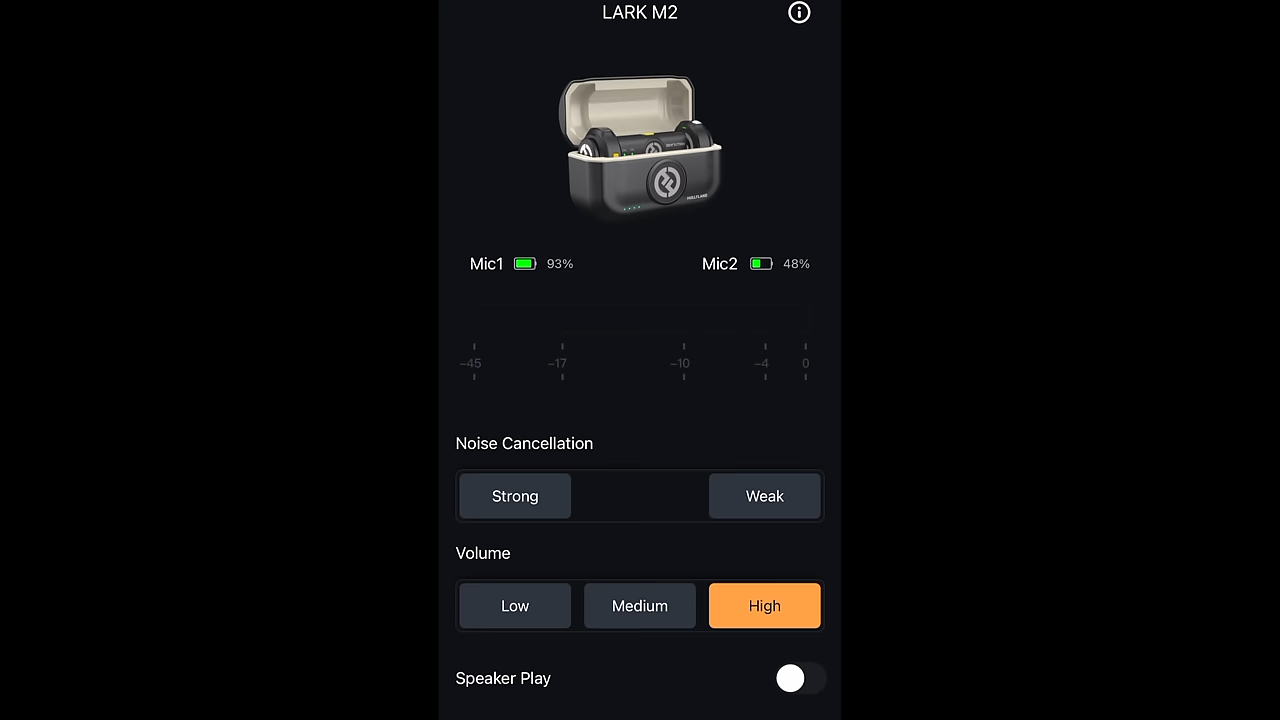 LARK M2
HOLLYLAND
Mic1 93% Mic2 48%
-45 -17 -10 -4 0
Noise Cancellation
Strong Weak
Volume
Low Medium High
Speaker Play